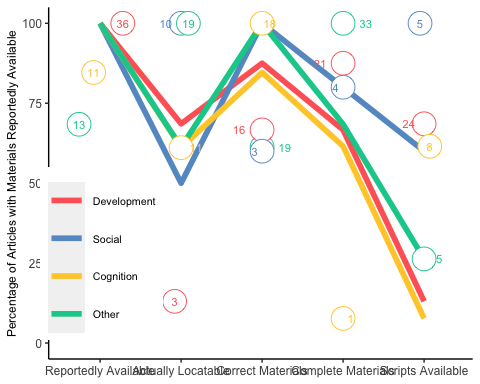 Percentage of Articles with Materials Reportedly Available
100
75
50
25
0
36
10
19
18
33
5
11
13
21
4
16
3
19
24
8
3
1
5
Development
Social
Cognition
Other
Reportedly Available
Actually Locatable
Correct Materials
Complete Materials
Scripts Available